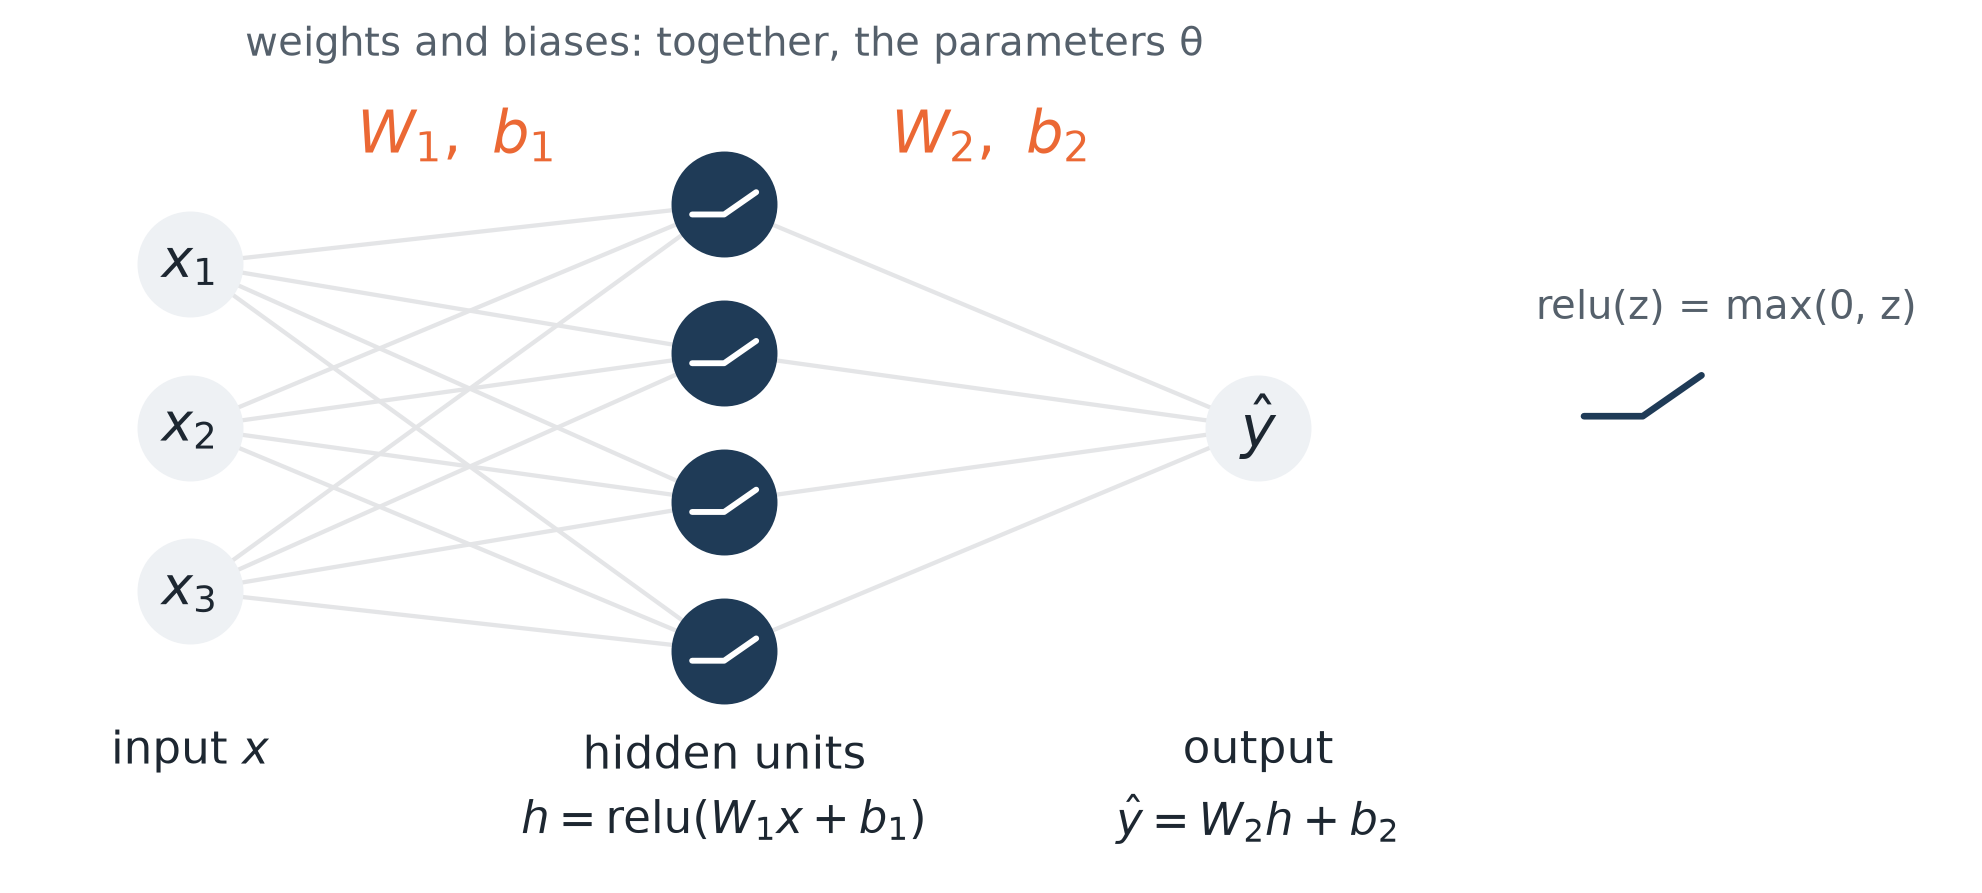 weights and biases: together, the parameters θ
W₁, b₁
W₂, b₂
x₁
x₂
x₃
ŷ
relu(z) = max(0, z)
input x
hidden units
h = relu(W₁x + b₁)
output
ŷ = W₂h + b₂